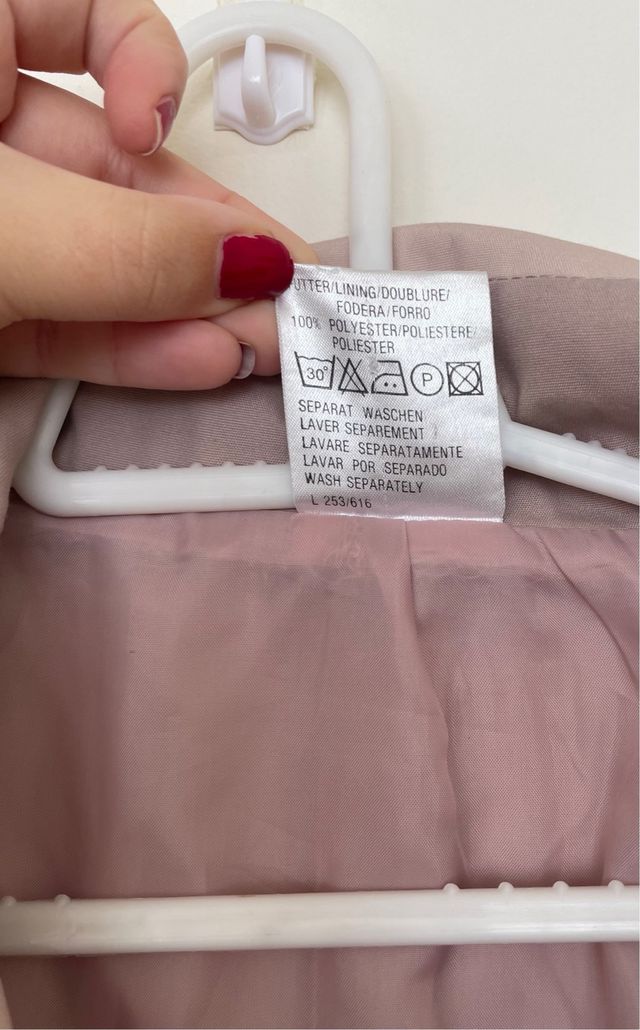 UTTER/LINING/DOUBLURE/
FODERA/FORRO
100% POLYESTER/POLIESTERE/
POLIESTER
30° P
SEPARAT WASCHEN
LAVER SEPAREMENT
LAVARE SEPARATAMENTE
LAVAR POR SEPARADO
WASH SEPARATELY
L 253/616